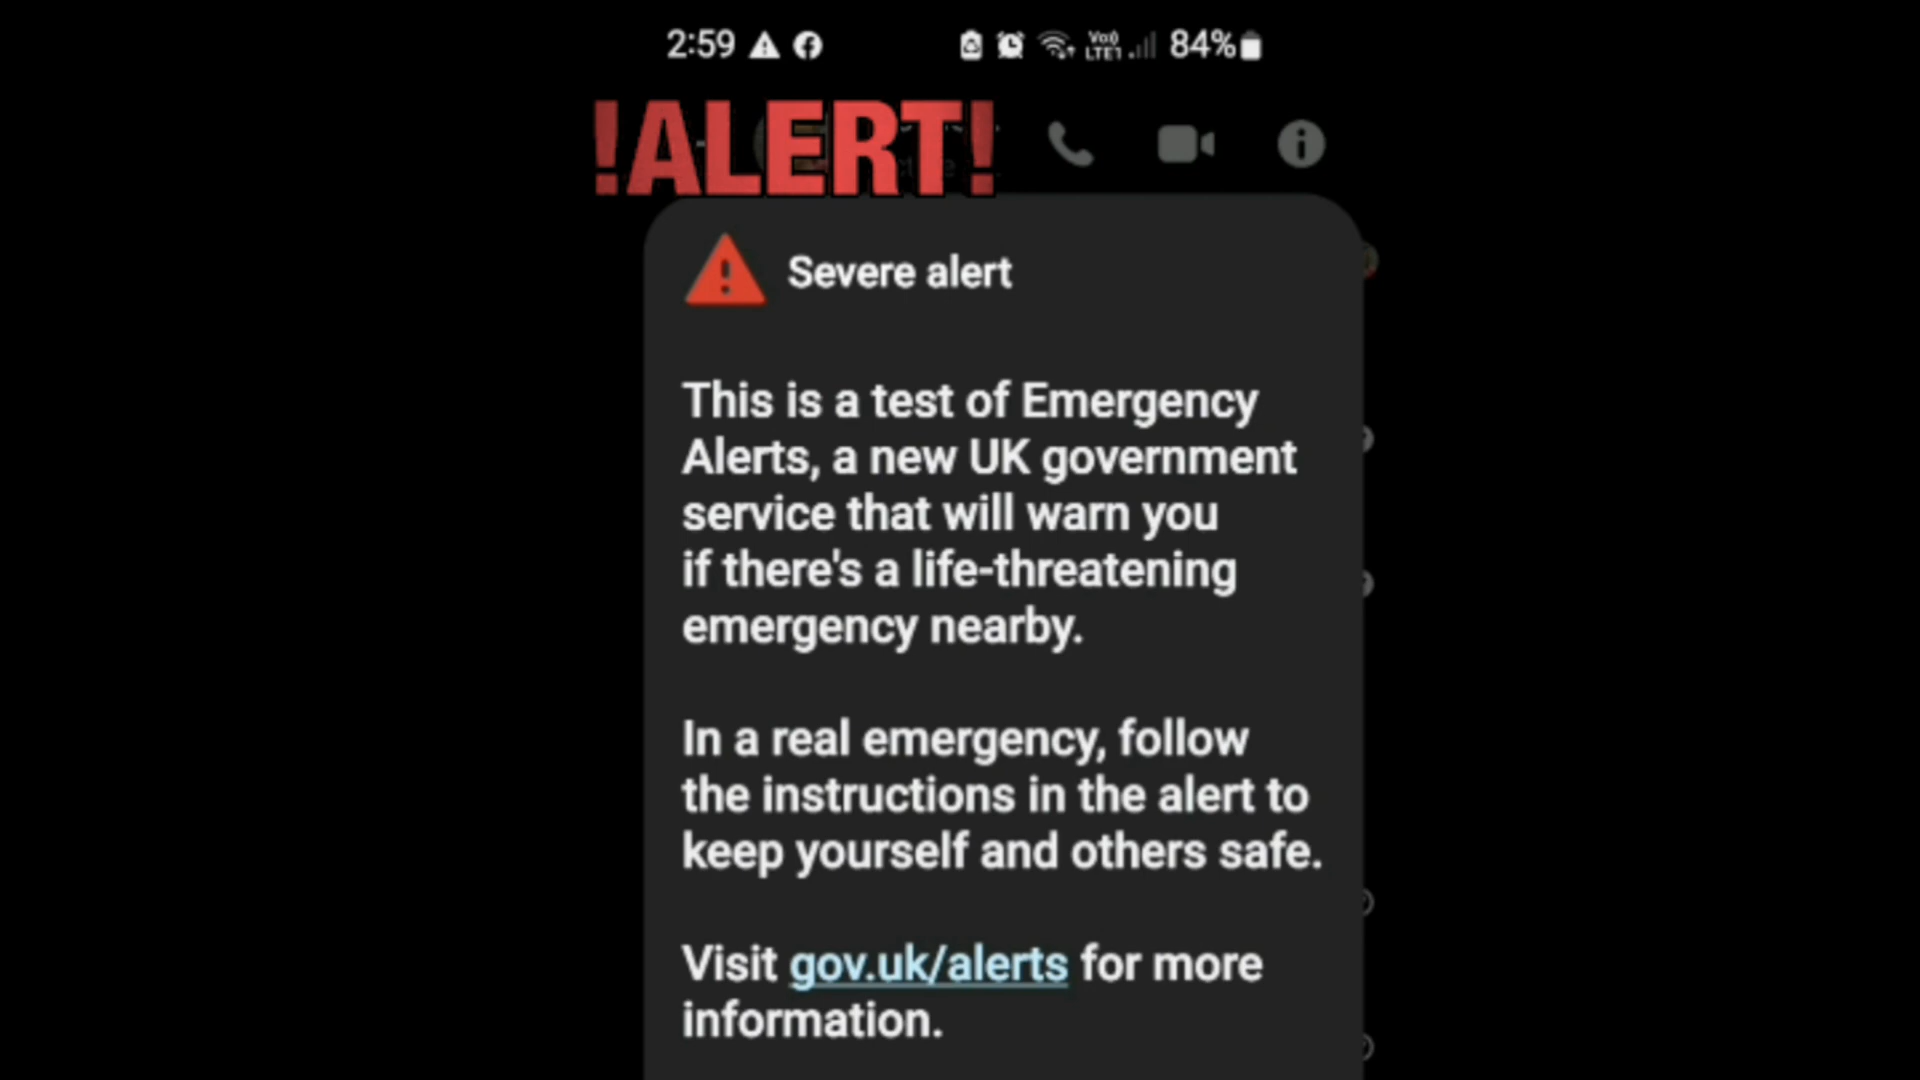 2:59 84%
Vo)) LTE1
!ALERT!
Severe alert
This is a test of Emergency
Alerts, a new UK government
service that will warn you
if there's a life-threatening
emergency nearby.
In a real emergency, follow
the instructions in the alert to
keep yourself and others safe.
Visit gov.uk/alerts for more
information.